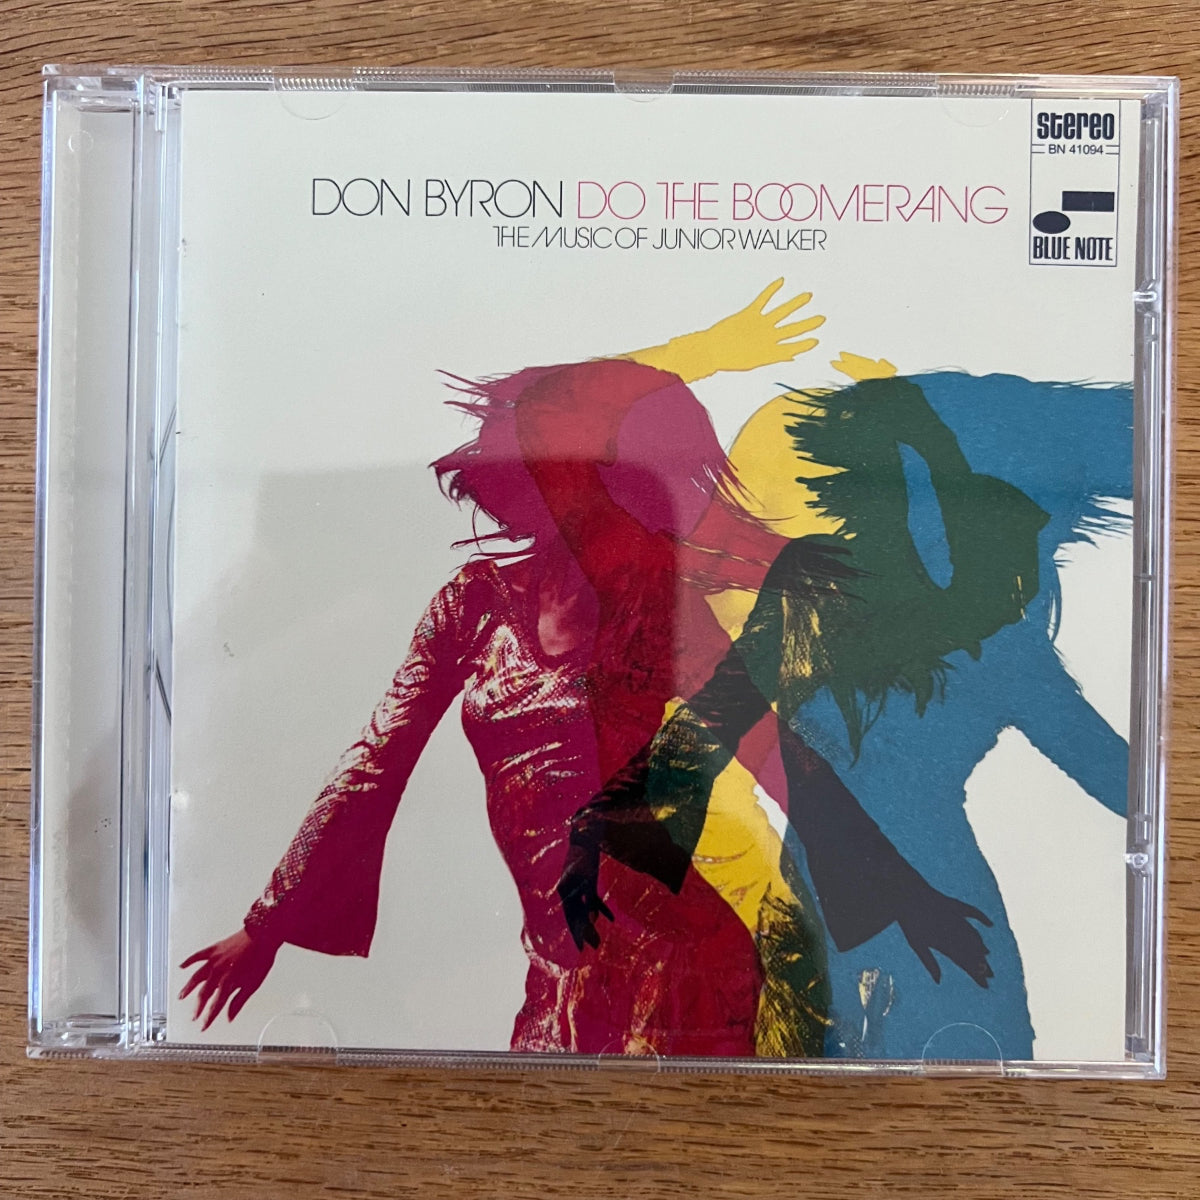 stereo
BN 41094
DON BYRON DO THE BOOMERANG
THE MUSIC OF JUNIOR WALKER
BLUE NOTE